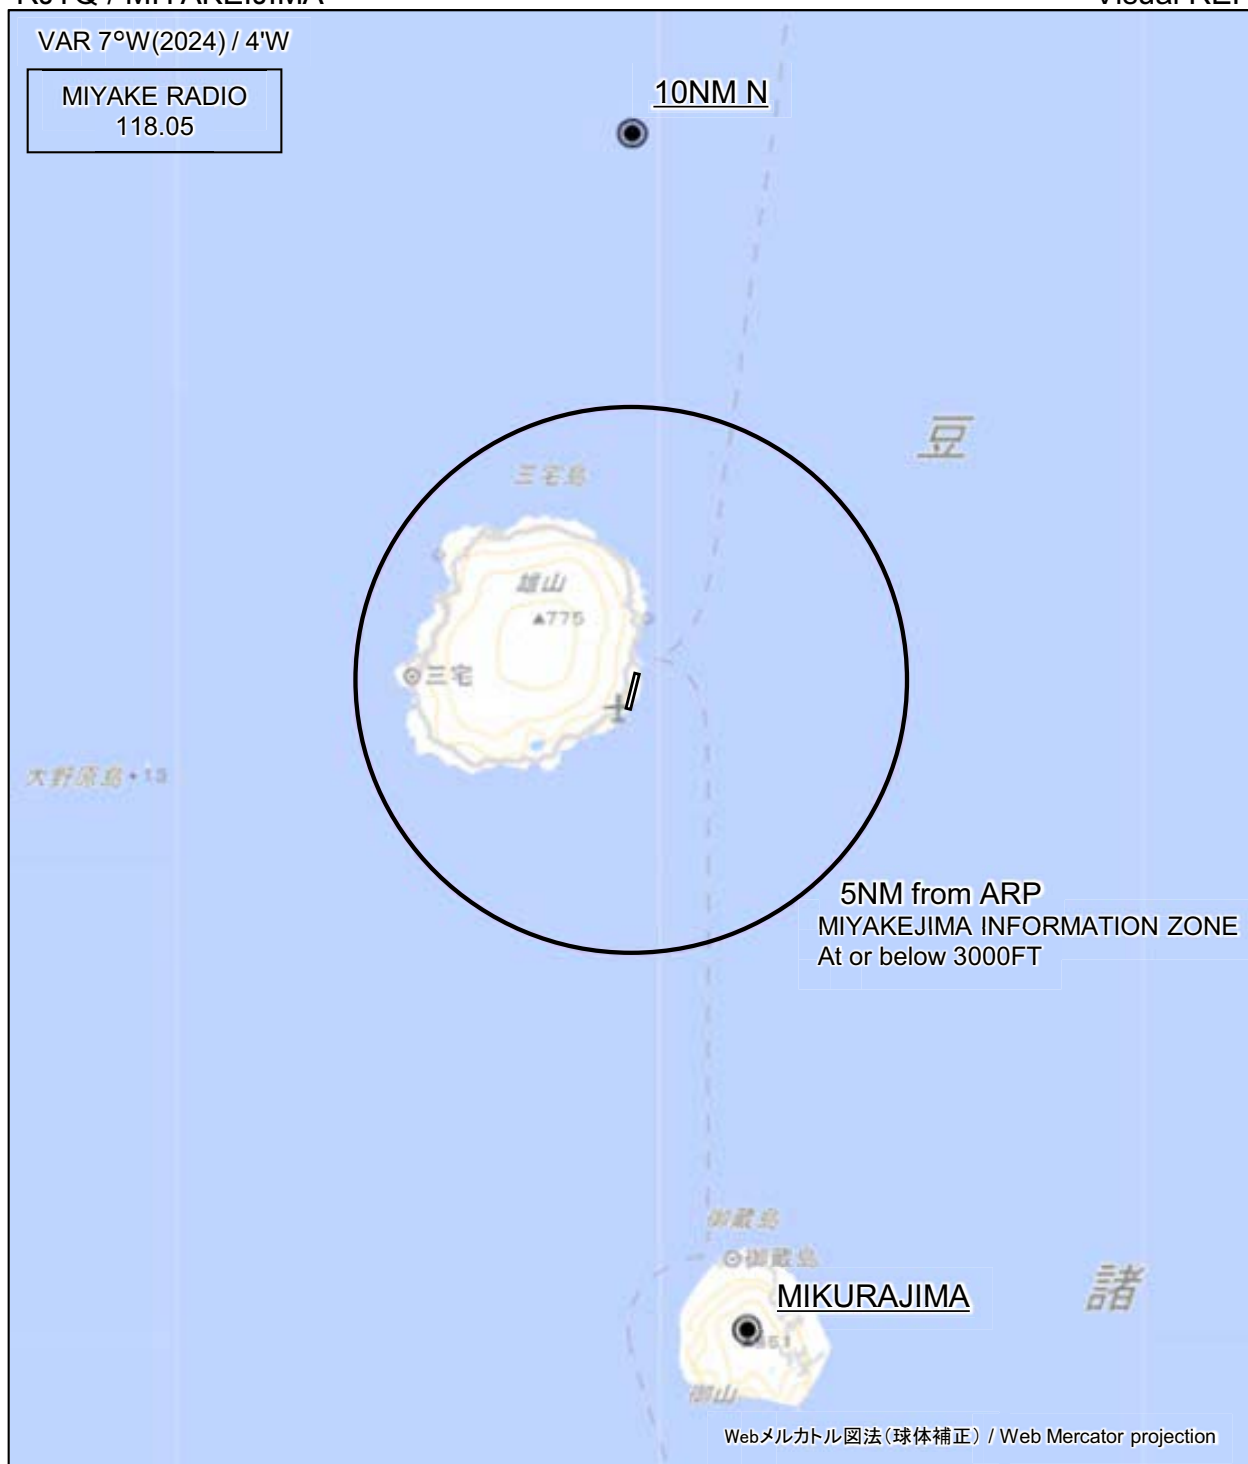 VAR 7°W(2024) / 4'W
MIYAKE RADIO
118.05
10NM N
豆
三宅島
雄山
▲775
三宅
大野原島・13
5NM from ARP
MIYAKEJIMA INFORMATION ZONE
At or below 3000FT
御蔵島
御蔵島
MIKURAJIMA
諸
御山
Webメルカトル図法(球体補正) / Web Mercator projection